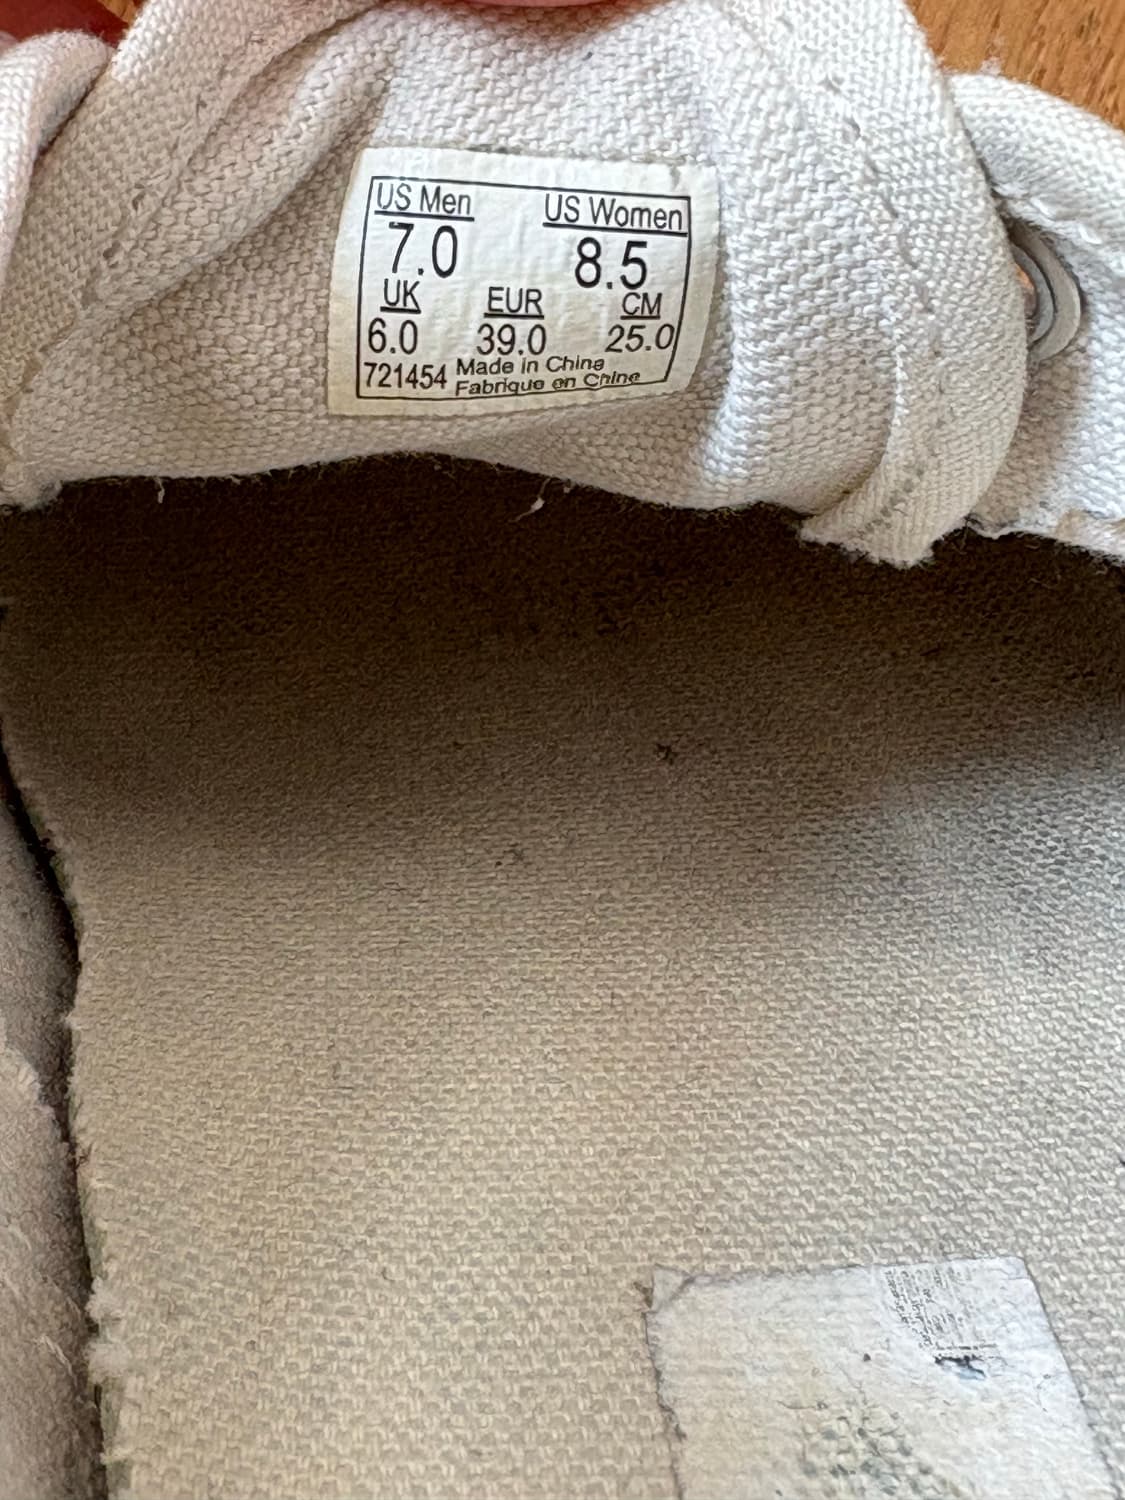 US Men US Women
7.0 8.5
UK EUR CM
6.0 39.0 25.0
721454 Made in China
Fabrique en Chine